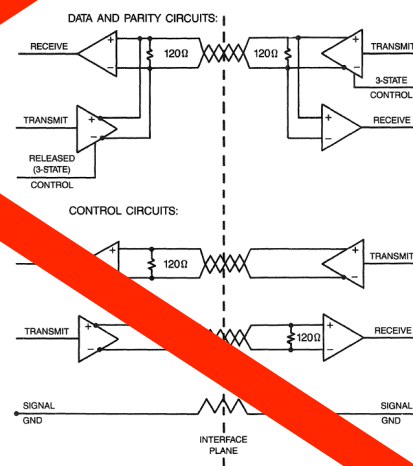 DATA AND PARITY CIRCUITS:
RECEIVE
+
−
120Ω
120Ω
+
−
TRANSMIT
3-STATE
CONTROL
TRANSMIT
+
−
+
−
RECEIVE
RELEASED
(3-STATE)
CONTROL
CONTROL CIRCUITS:
+
120Ω
+
−
TRANSMIT
TRANSMIT
+
−
120Ω
+
−
RECEIVE
SIGNAL
GND
SIGNAL
GND
INTERFACE
PLANE